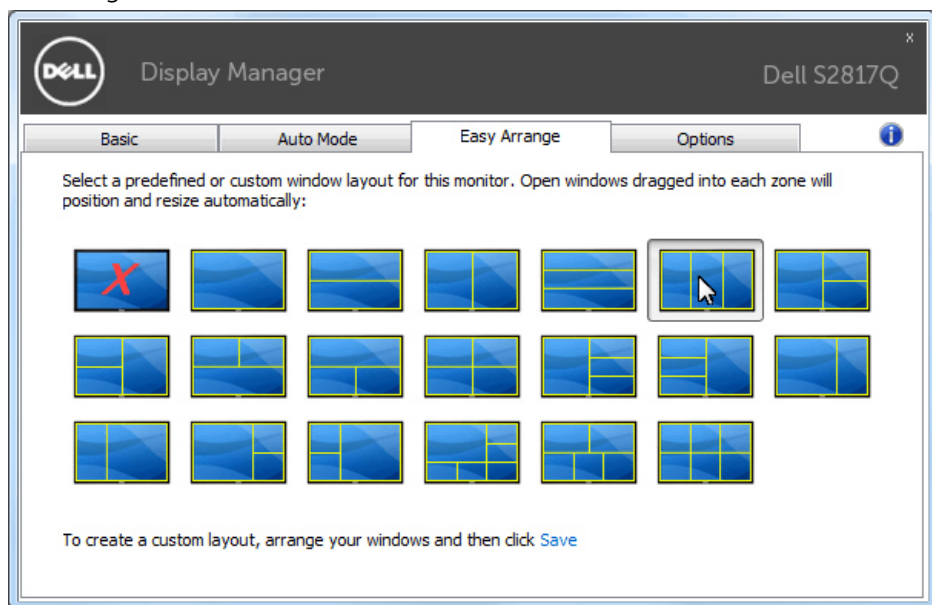 x
DELL
Display Manager
Dell S2817Q
Basic
Auto Mode
Easy Arrange
Options
i
Select a predefined or custom window layout for this monitor. Open windows dragged into each zone will
position and resize automatically:
X
To create a custom layout, arrange your windows and then click Save